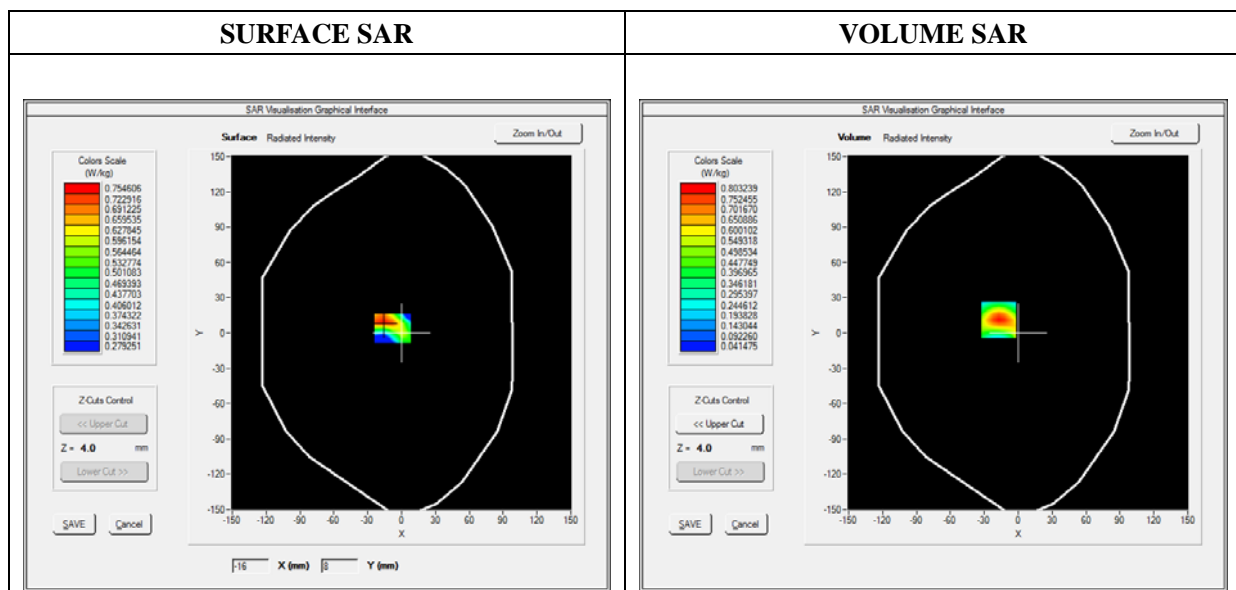 SURFACE SAR
VOLUME SAR
SAR Visualisation Graphical Interface
Surface Radiated Intensity
Zoom In/Out
Colors Scale
(W/kg)
0.754606
0.722916
0.691225
0.659535
0.627845
0.596154
0.564464
0.532774
0.501083
0.469393
0.437703
0.406012
0.374322
0.342631
0.310941
0.279251
Z-Cuts Control
<< Upper Cut
Z = 4.0 mm
Lower Cut >>
SAVE Cancel
150
120
90
60
30
0
-30
-60
-90
-120
-150
Y
-150 -120 -90 -60 -30 0 30 60 90 120 150
X
-16 X (mm) 8 Y (mm)
SAR Visualisation Graphical Interface
Volume Radiated Intensity
Zoom In/Out
Colors Scale
(W/kg)
0.803239
0.752455
0.701670
0.650886
0.600102
0.549318
0.498534
0.447749
0.396965
0.346181
0.295397
0.244612
0.193828
0.143044
0.092260
0.041475
Z-Cuts Control
<< Upper Cut
Z = 4.0 mm
Lower Cut >>
SAVE Cancel
150
120
90
60
30
0
-30
-60
-90
-120
-150
Y
-150 -120 -90 -60 -30 0 30 60 90 120 150
X